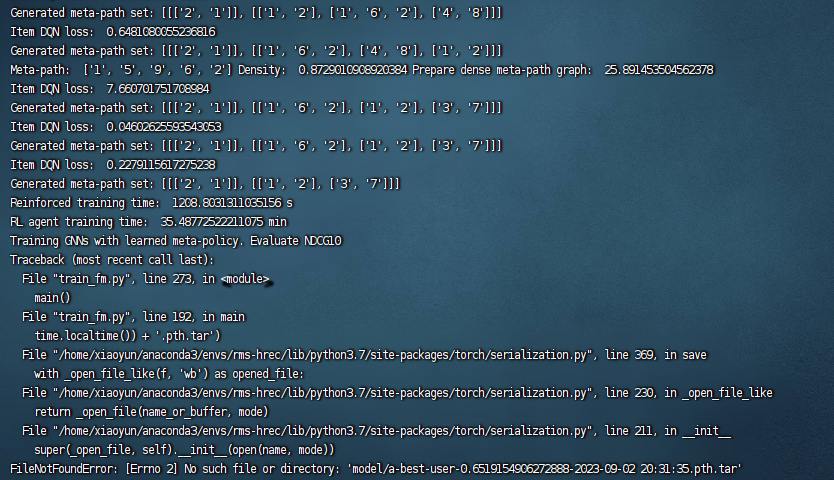 Generated meta-path set: [[['2', '1']], [['1', '2'], ['1', '6', '2'], ['4', '8']]]
Item DQN loss:  0.6481080055236816
Generated meta-path set: [[['2', '1']], [['1', '6', '2'], ['4', '8'], ['1', '2']]]
Meta-path:  ['1', '5', '9', '6', '2'] Density:  0.8729010908920384 Prepare dense meta-path graph:  25.891453504562378
Item DQN loss:  7.660701751708984
Generated meta-path set: [[['2', '1']], [['1', '6', '2'], ['1', '2'], ['3', '7']]]
Item DQN loss:  0.04602625593543053
Generated meta-path set: [[['2', '1']], [['1', '6', '2'], ['1', '2'], ['3', '7']]]
Item DQN loss:  0.2279115617275238
Generated meta-path set: [[['2', '1']], [['1', '2'], ['3', '7']]]
Reinforced training time:  1208.8031311035156 s
RL agent training time:  35.48772522211075 min
Training GNNs with learned meta-policy. Evaluate NDCG10
Traceback (most recent call last):
  File "train_fm.py", line 273, in <module>
    main()
  File "train_fm.py", line 192, in main
    time.localtime()) + '.pth.tar')
  File "/home/xiaoyun/anaconda3/envs/rms-hrec/lib/python3.7/site-packages/torch/serialization.py", line 369, in save
    with _open_file_like(f, 'wb') as opened_file:
  File "/home/xiaoyun/anaconda3/envs/rms-hrec/lib/python3.7/site-packages/torch/serialization.py", line 230, in _open_file_like
    return _open_file(name_or_buffer, mode)
  File "/home/xiaoyun/anaconda3/envs/rms-hrec/lib/python3.7/site-packages/torch/serialization.py", line 211, in __init__
    super(_open_file, self).__init__(open(name, mode))
FileNotFoundError: [Errno 2] No such file or directory: 'model/a-best-user-0.6519154906272888-2023-09-02 20:31:35.pth.tar'